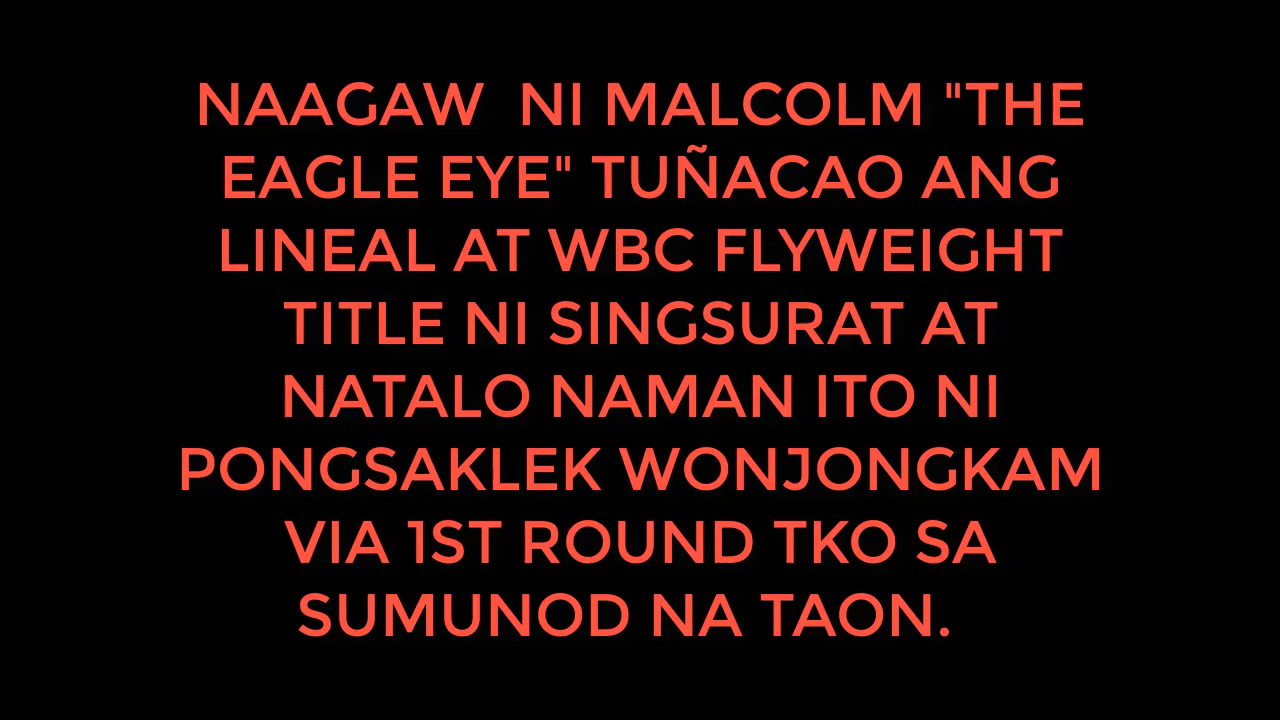 NAAGAW  NI MALCOLM "THE
EAGLE EYE" TUÑACAO ANG
LINEAL AT WBC FLYWEIGHT
TITLE NI SINGSURAT AT
NATALO NAMAN ITO NI
PONGSAKLEK WONJONGKAM
VIA 1ST ROUND TKO SA
SUMUNOD NA TAON.